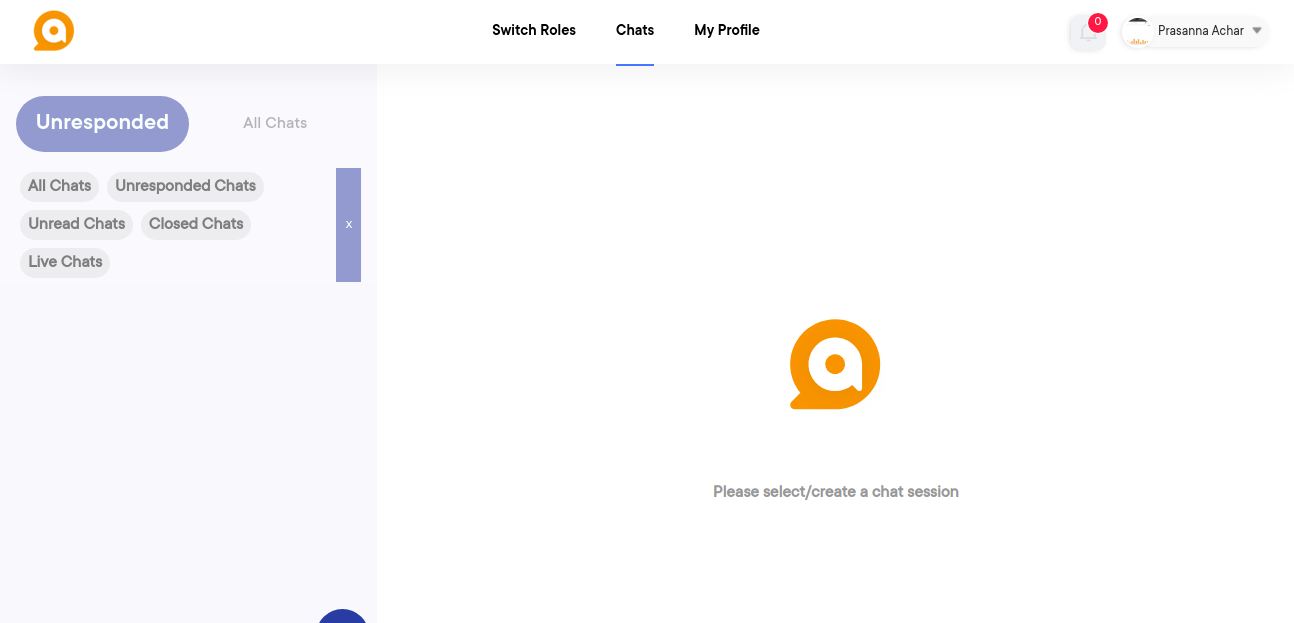 Switch Roles Chats My Profile 0 Prasanna Achar
Unresponded All Chats
All Chats Unresponded Chats
Unread Chats Closed Chats x
Live Chats
Please select/create a chat session